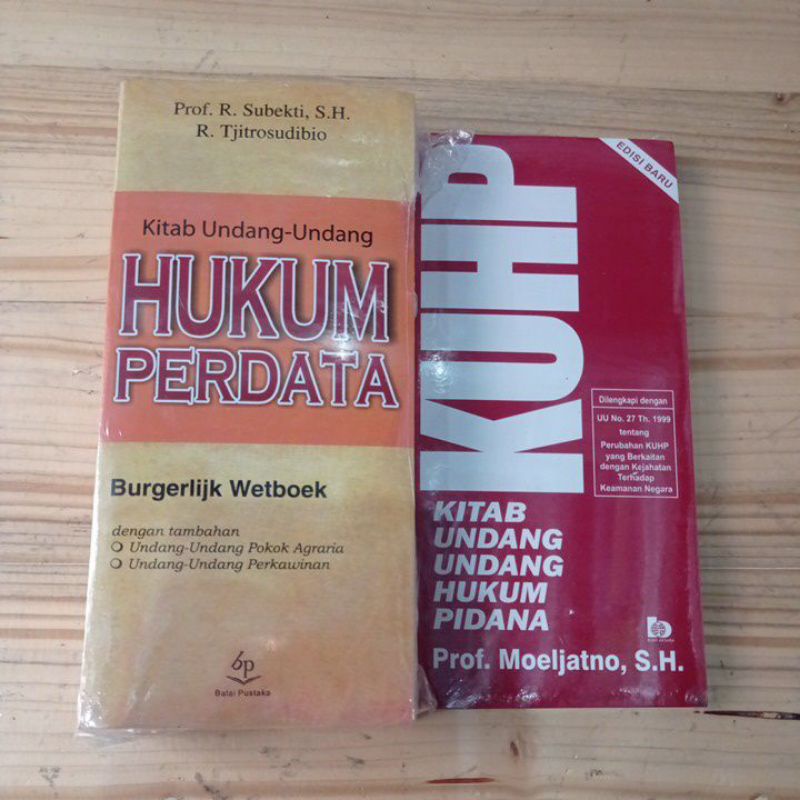 Prof. R. Subekti, S.H.
R. Tjitrosudibio
Kitab Undang-Undang
HUKUM
PERDATA
Burgerlijk Wetboek
dengan tambahan
Undang-Undang Pokok Agraria
Undang-Undang Perkawinan
bp
Balai Pustaka
EDISI BARU
KUHP
Dilengkapi dengan
UU No. 27 Th. 1999
tentang
Perubahan KUHP
yang Berkaitan
dengan Kejahatan
Terhadap
Keamanan Negara
KITAB
UNDANG
UNDANG
HUKUM
PIDANA
Prof. Moeljatno, S.H.